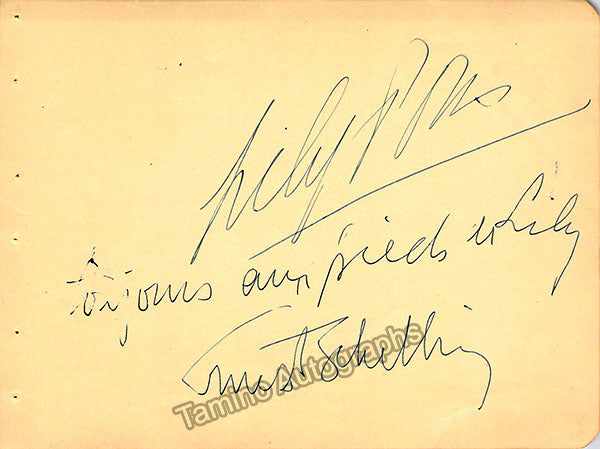 Lily Pons
toujours aux pieds de Lily
Ernest Schelling
Tamino Autographs